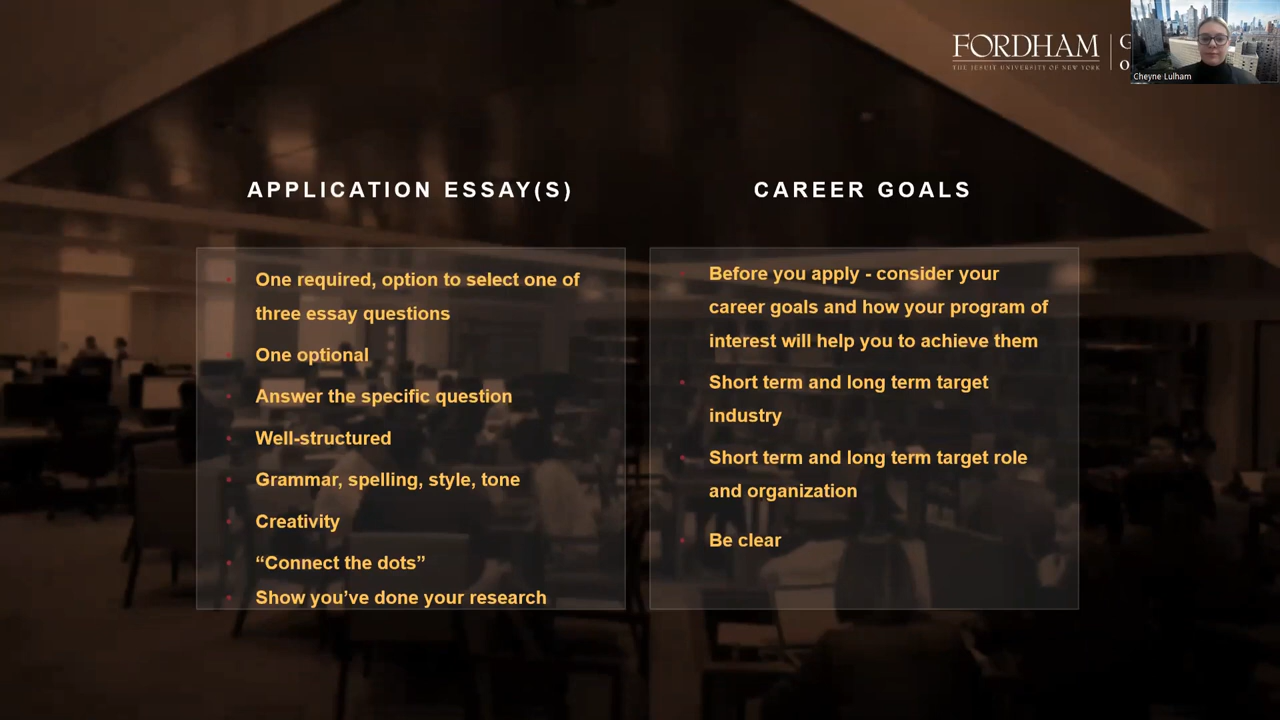 FORDHAM
THE JESUIT UNIVERSITY OF NEW YORK
Cheyne Lulham
APPLICATION ESSAY(S)
One required, option to select one of
three essay questions
One optional
Answer the specific question
Well-structured
Grammar, spelling, style, tone
Creativity
“Connect the dots”
Show you’ve done your research
CAREER GOALS
Before you apply - consider your
career goals and how your program of
interest will help you to achieve them
Short term and long term target
industry
Short term and long term target role
and organization
Be clear